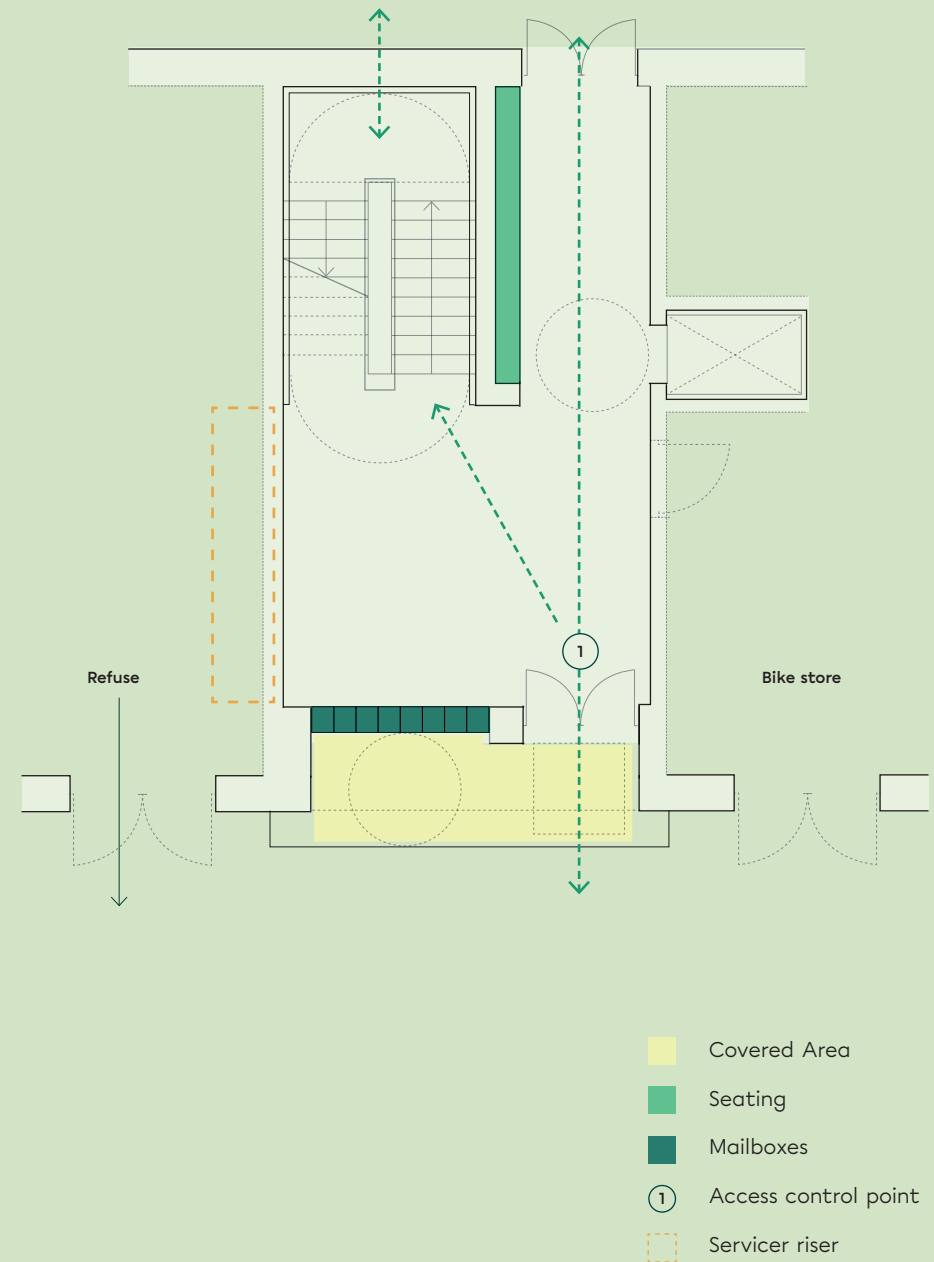 1
Refuse
Bike store
Covered Area
Seating
Mailboxes
1 Access control point
Servicer riser